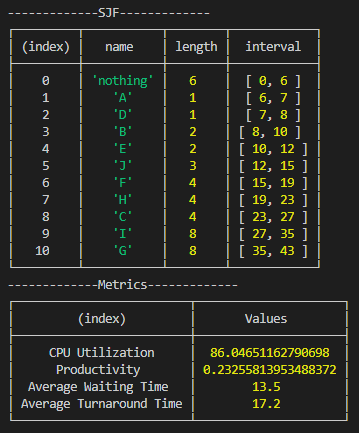 -------------SJF-------------
(index) name length interval
0 'nothing' 6 [ 0, 6 ]
1 'A' 1 [ 6, 7 ]
2 'D' 1 [ 7, 8 ]
3 'B' 2 [ 8, 10 ]
4 'E' 2 [ 10, 12 ]
5 'J' 3 [ 12, 15 ]
6 'F' 4 [ 15, 19 ]
7 'H' 4 [ 19, 23 ]
8 'C' 4 [ 23, 27 ]
9 'I' 8 [ 27, 35 ]
10 'G' 8 [ 35, 43 ]
-------------Metrics-------------
(index) Values
CPU Utilization 86.04651162790698
Productivity 0.23255813953488372
Average Waiting Time 13.5
Average Turnaround Time 17.2